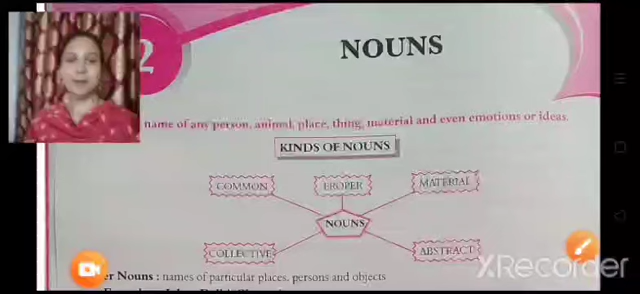 2
NOUNS
name of any person, animal, place, thing, material and even emotions or ideas.
KINDS OF NOUNS
COMMON
PROPER
MATERIAL
NOUNS
COLLECTIVE
ABSTRACT
er Nouns : names of particular places, persons and objects
XRecorder